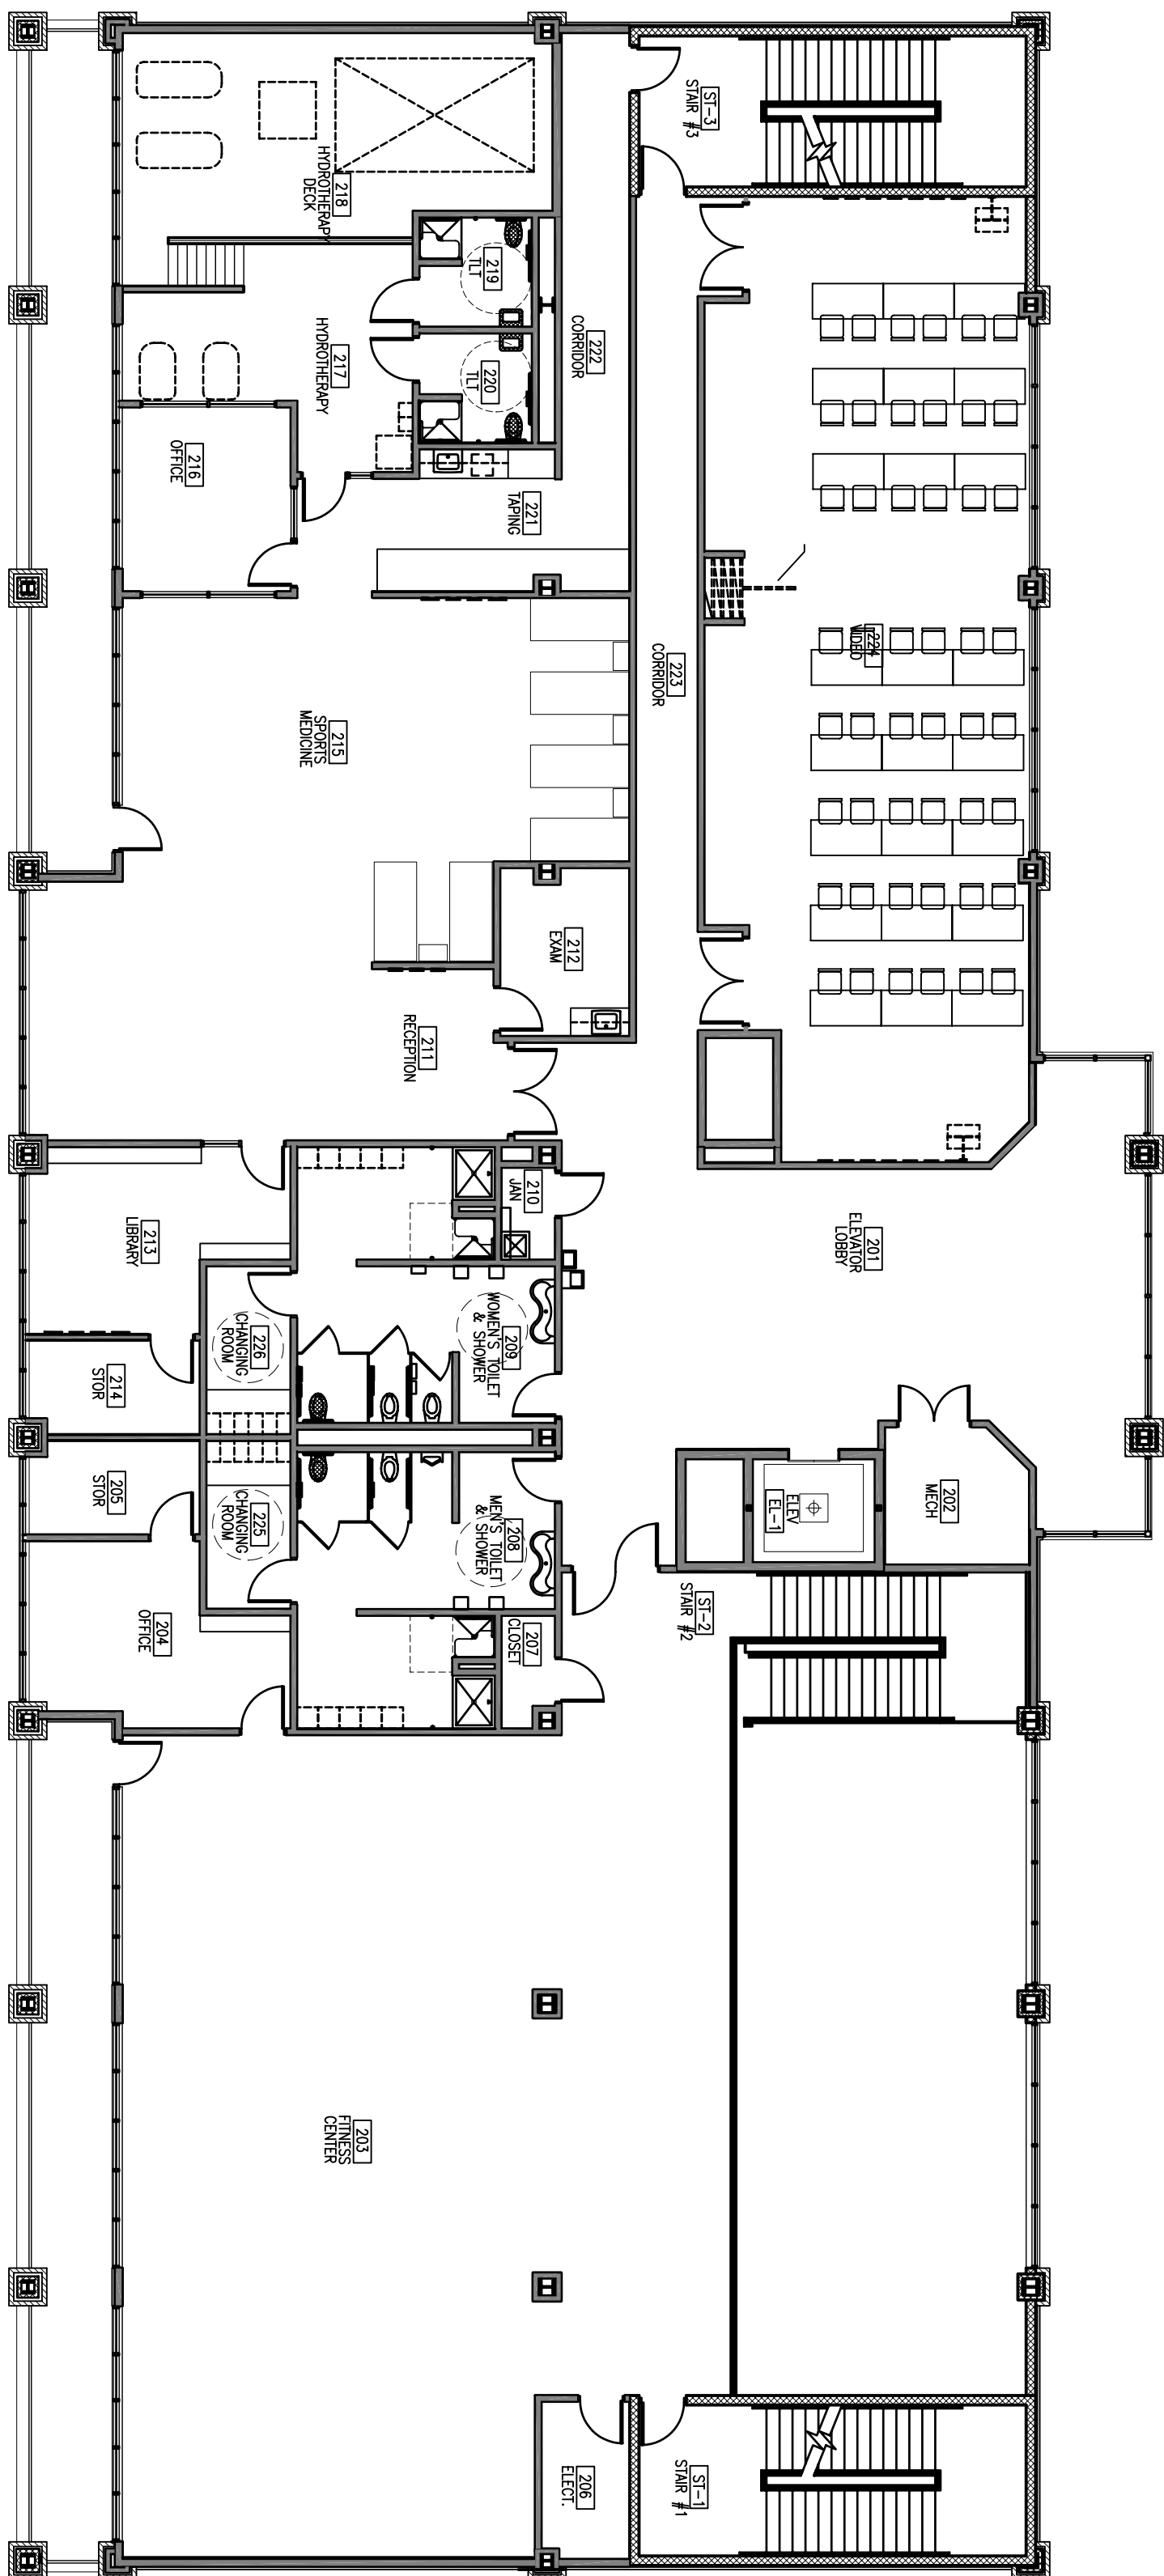 ST-3
STAIR #3
218
HYDROTHERAPY
DECK
219
TLT
222
CORRIDOR
217
HYDROTHERAPY
220
TLT
216
OFFICE
221
TAPING
224
VIDEO
223
CORRIDOR
215
SPORTS
MEDICINE
212
EXAM
211
RECEPTION
210
JAN
213
LIBRARY
201
ELEVATOR
LOBBY
209
WOMEN'S TOILET
& SHOWER
226
CHANGING
ROOM
214
STOR
205
STOR
225
CHANGING
ROOM
208
MEN'S TOILET
& SHOWER
202
MECH
ELEV
EL-1
ST-2
STAIR #2
204
OFFICE
207
CLOSET
203
FITNESS
CENTER
206
ELECT.
ST-1
STAIR #1